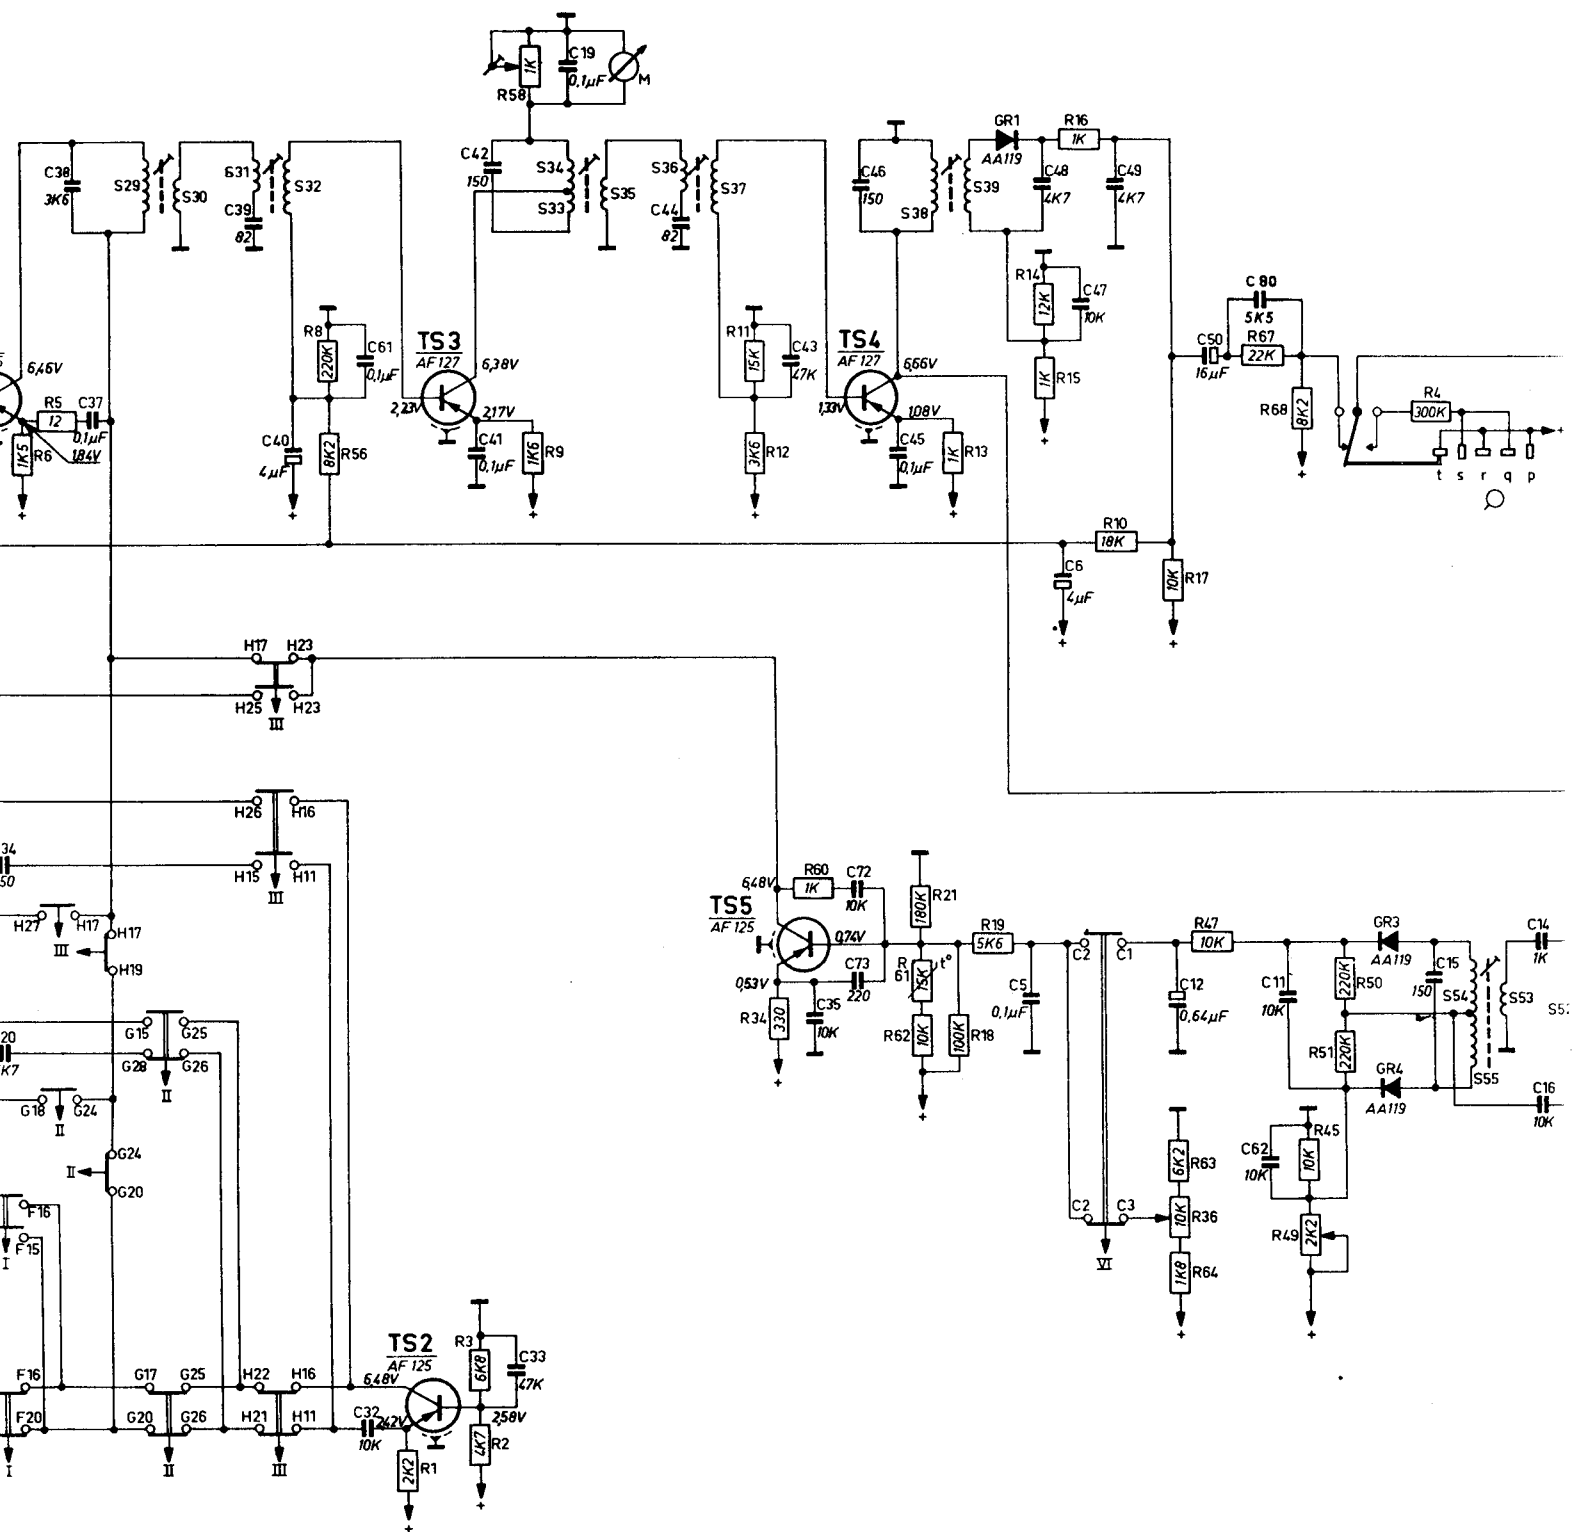 C19
0,1µF
1K
R58
M
GR1
AA119
R16
1K
C38
3K6
S29
S30
S31
C39
82
S32
C42
150
S34
S33
S35
S36
C44
82
S37
C46
150
S38
S39
C48
4K7
C49
4K7
R14
12K
C47
10K
R15
1K
C80
5K5
C50
16µF
R67
22K
R68
8K2
R4
300K
t s r q p
+
6,46V
R5
12
C37
0,1µF
1K5
R6
1,84V
+
R8
220K
C61
0,1µF
C40
4µF
8K2
R56
+
TS3
AF127
6,38V
2,23V
2,17V
C41
0,1µF
1K6
R9
+
R11
15K
C43
47K
3K6
R12
+
TS4
AF127
6,66V
1,33V
1,08V
C45
0,1µF
1K
R13
+
+
+
R10
18K
C6
4µF
+
10K
R17
+
H17 H23
H25 H23
III
H26 H16
H15 H11
III
34
50
H27 H17
III
H17
H19
G15 G25
G28 G26
II
20
K7
G18 G24
II
G24
II
G20
F16
F15
I
TS5
AF125
6,48V
R60
1K
C72
10K
0,74V
0,53V
C73
220
R34
330
C35
10K
+
180K
R21
R61
15K
t°
R62
10K
100K
R18
+
R19
5K6
C5
0,1µF
C2 C1
C2 C3
VI
R47
10K
C12
0,64µF
C11
10K
220K
R50
R51
220K
GR3
AA119
GR4
AA119
C15
150
S54
S55
S53
C14
1K
C16
10K
6K2
R63
10K
R36
1K8
R64
+
C62
10K
R45
10K
R49
2K2
+
TS2
AF125
6,48V
2,42V
2,58V
R3
6K8
C33
47K
4K7
R2
+
C32
10K
2K2
R1
+
F16 G17 G25 H22 H16
F20 G20 G26 H21 H11
I II III